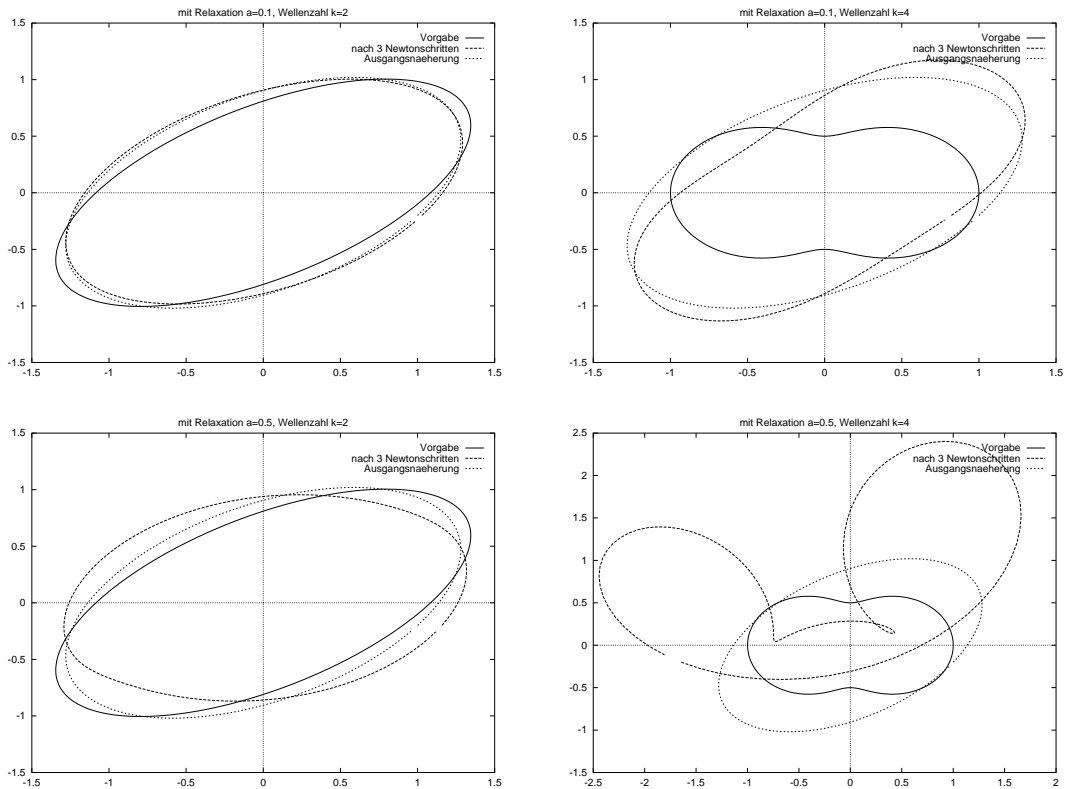 mit Relaxation a=0.1, Wellenzahl k=2
1.5
1
0.5
0
-0.5
-1
-1.5
-1.5 -1 -0.5 0 0.5 1 1.5
Vorgabe
nach 3 Newtonschritten
Ausgangsnaeherung
mit Relaxation a=0.1, Wellenzahl k=4
1.5
1
0.5
0
-0.5
-1
-1.5
-1.5 -1 -0.5 0 0.5 1 1.5
Vorgabe
nach 3 Newtonschritten
Ausgangsnaeherung
mit Relaxation a=0.5, Wellenzahl k=2
1.5
1
0.5
0
-0.5
-1
-1.5
-1.5 -1 -0.5 0 0.5 1 1.5
Vorgabe
nach 3 Newtonschritten
Ausgangsnaeherung
mit Relaxation a=0.5, Wellenzahl k=4
2.5
2
1.5
1
0.5
0
-0.5
-1
-1.5
-2.5 -2 -1.5 -1 -0.5 0 0.5 1 1.5 2
Vorgabe
nach 3 Newtonschritten
Ausgangsnaeherung